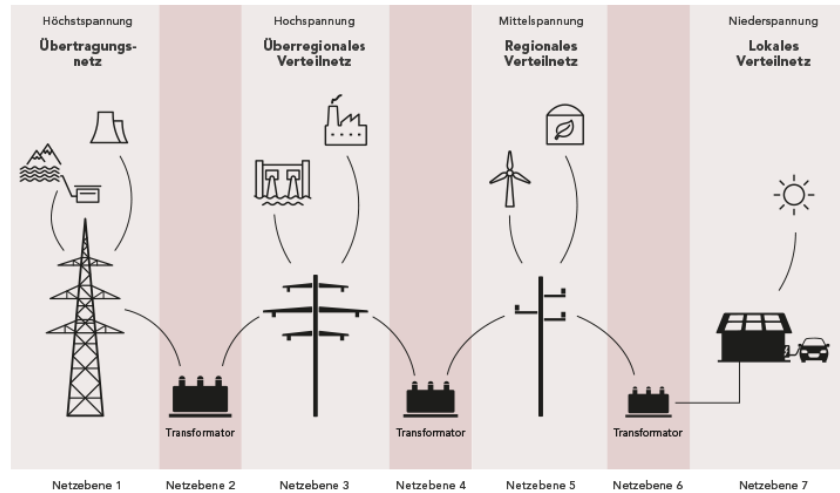 Höchstspannung
Übertragungs-
netz
Hochspannung
Überregionales
Verteilnetz
Mittelspannung
Regionales
Verteilnetz
Niederspannung
Lokales
Verteilnetz
Transformator
Transformator
Transformator
Netzebene 1
Netzebene 2
Netzebene 3
Netzebene 4
Netzebene 5
Netzebene 6
Netzebene 7